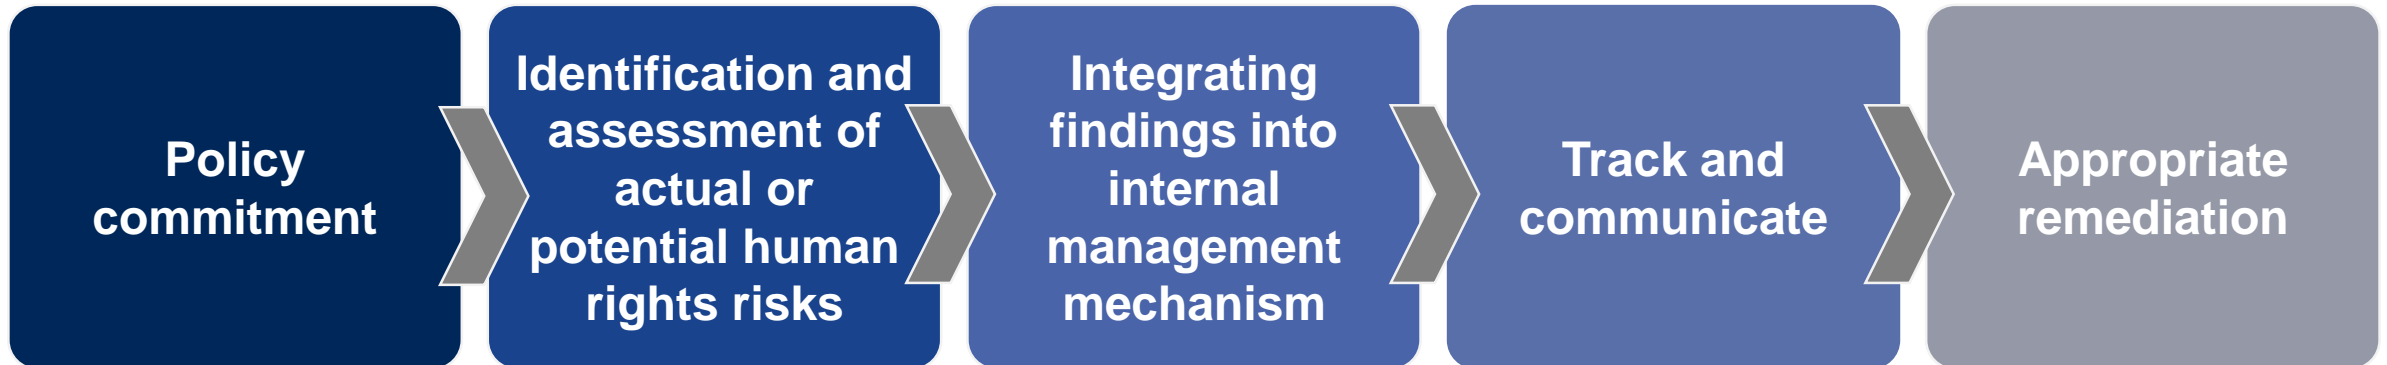 Policy
commitment
Identification and
assessment of
actual or
potential human
rights risks
Integrating
findings into
internal
management
mechanism
Track and
communicate
Appropriate
remediation